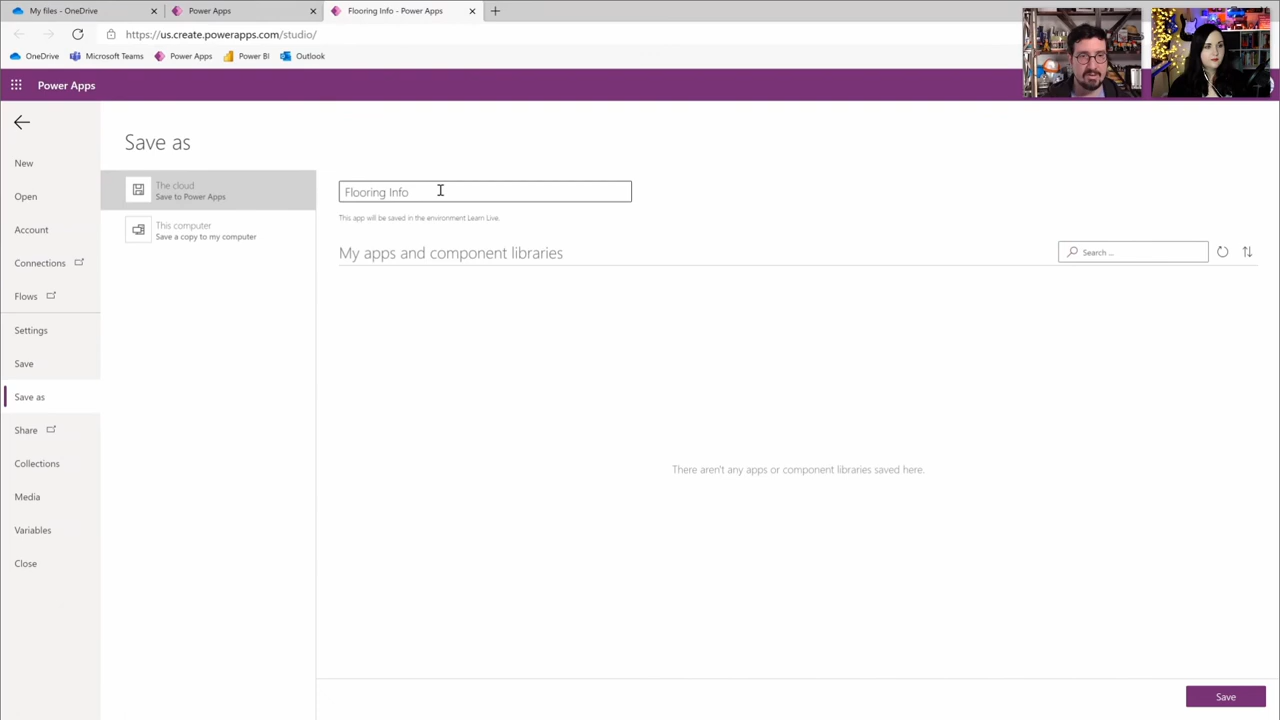 My files - OneDrive
Power Apps
Flooring Info - Power Apps
https://us.create.powerapps.com/studio/
OneDrive
Microsoft Teams
Power Apps
Power BI
Outlook
Power Apps
New
Open
Account
Connections
Flows
Settings
Save
Save as
Share
Collections
Media
Variables
Close
Save as
The cloud
Save to Power Apps
This computer
Save a copy to my computer
Flooring Info
This app will be saved in the environment Learn Live.
My apps and component libraries
Search ...
There aren't any apps or component libraries saved here.
Save